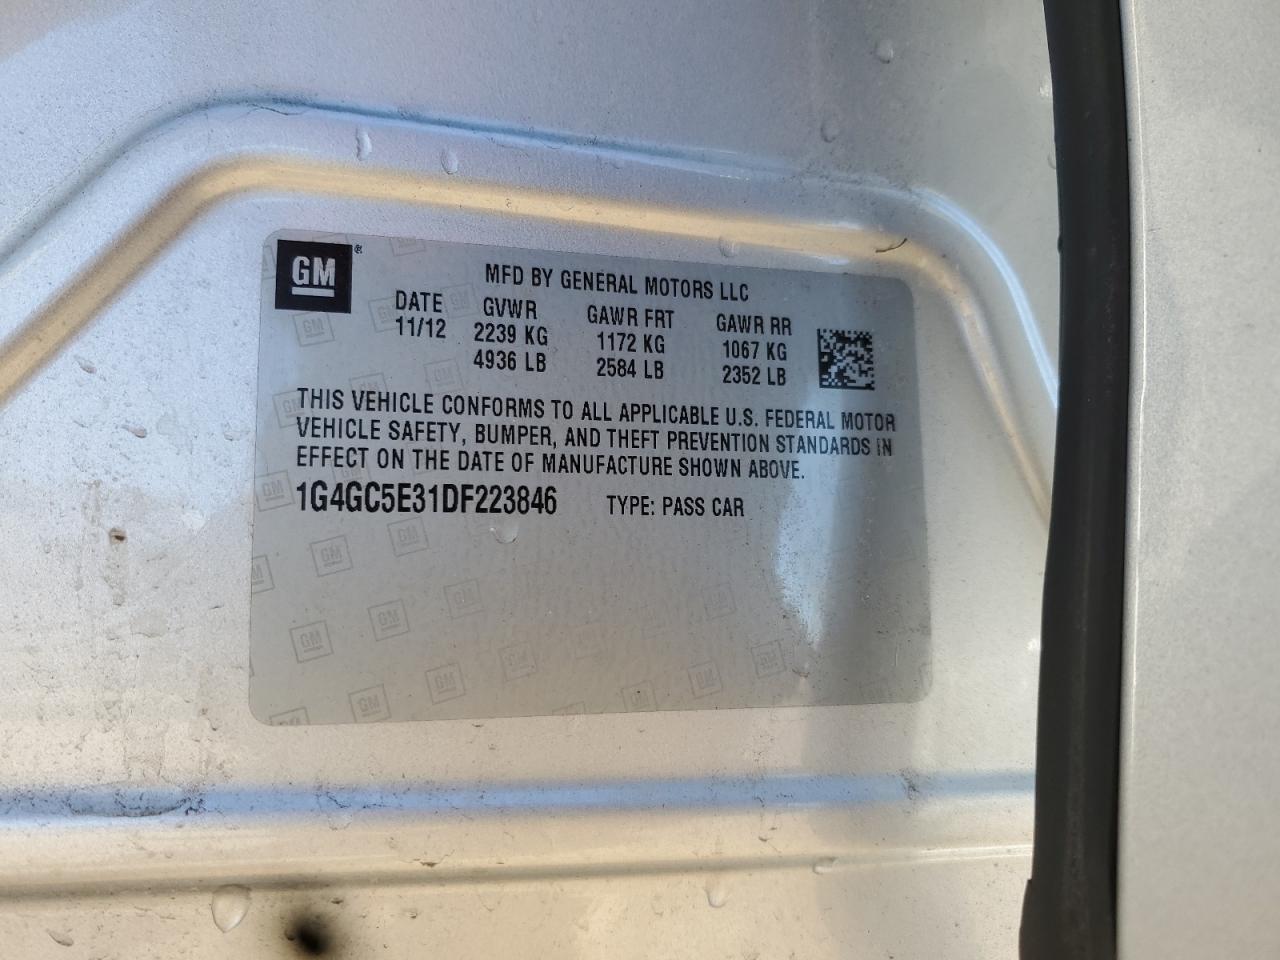 GM®
MFD BY GENERAL MOTORS LLC
DATE GVWR GAWR FRT GAWR RR
11/12 2239 KG 1172 KG 1067 KG
4936 LB 2584 LB 2352 LB
THIS VEHICLE CONFORMS TO ALL APPLICABLE U.S. FEDERAL MOTOR
VEHICLE SAFETY, BUMPER, AND THEFT PREVENTION STANDARDS IN
EFFECT ON THE DATE OF MANUFACTURE SHOWN ABOVE.
1G4GC5E31DF223846 TYPE: PASS CAR